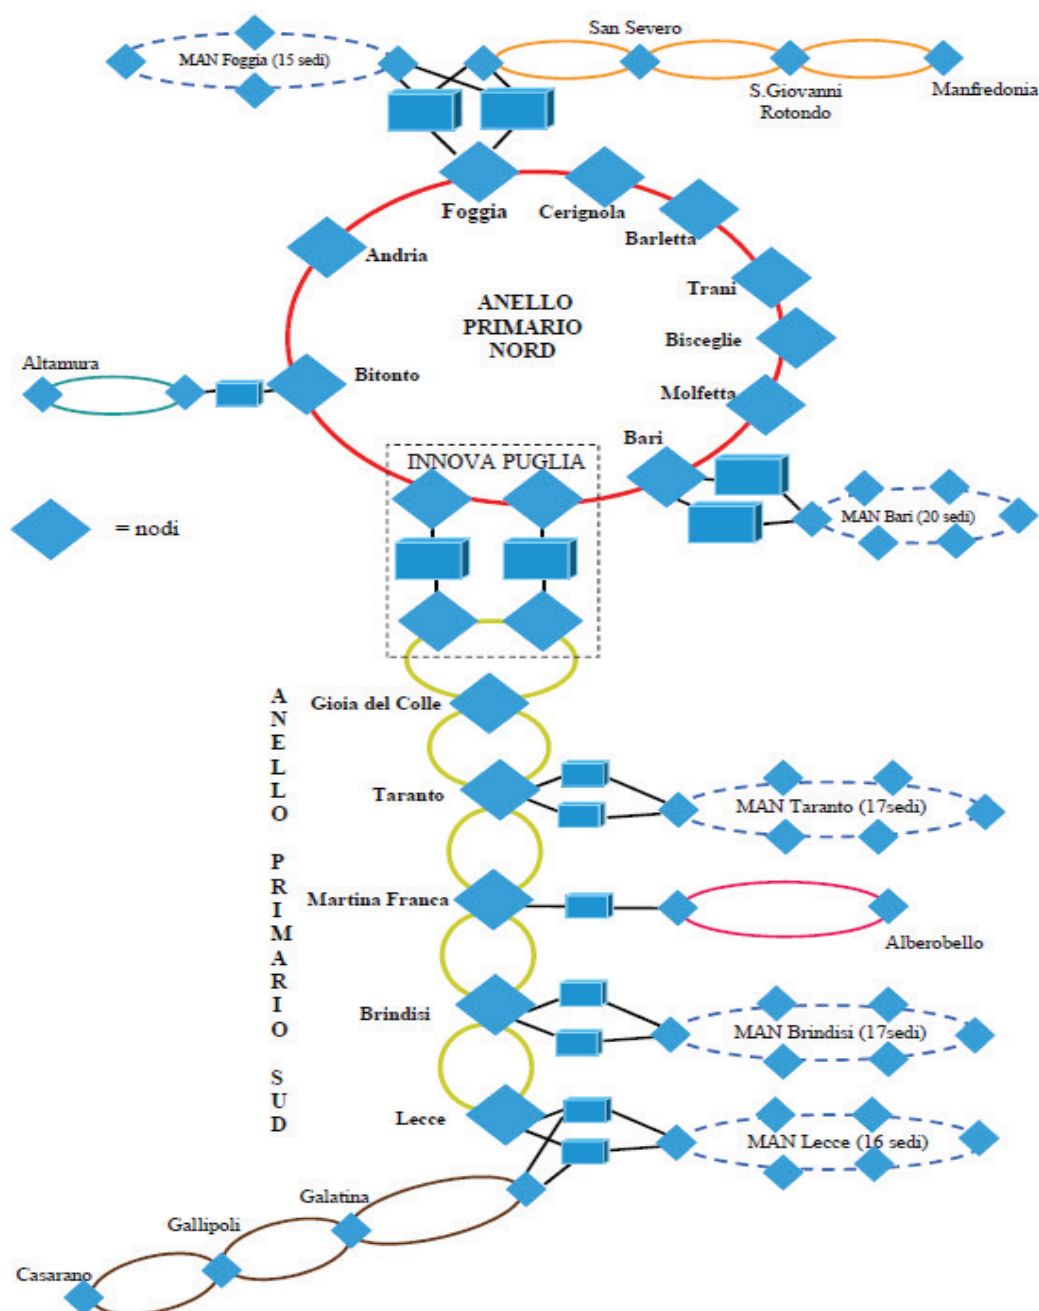 San Severo
MAN Foggia (15 sedi)
S.Giovanni
Rotondo
Manfredonia
Foggia
Cerignola
Barletta
Andria
Trani
ANELLO
PRIMARIO
NORD
Bisceglie
Altamura
Bitonto
Molfetta
Bari
INNOVA PUGLIA
MAN Bari (20 sedi)
= nodi
ANELLO PRIMARIO SUD
Gioia del Colle
Taranto
MAN Taranto (17sedi)
Martina Franca
Alberobello
Brindisi
MAN Brindisi (17sedi)
Lecce
MAN Lecce (16 sedi)
Galatina
Gallipoli
Casarano